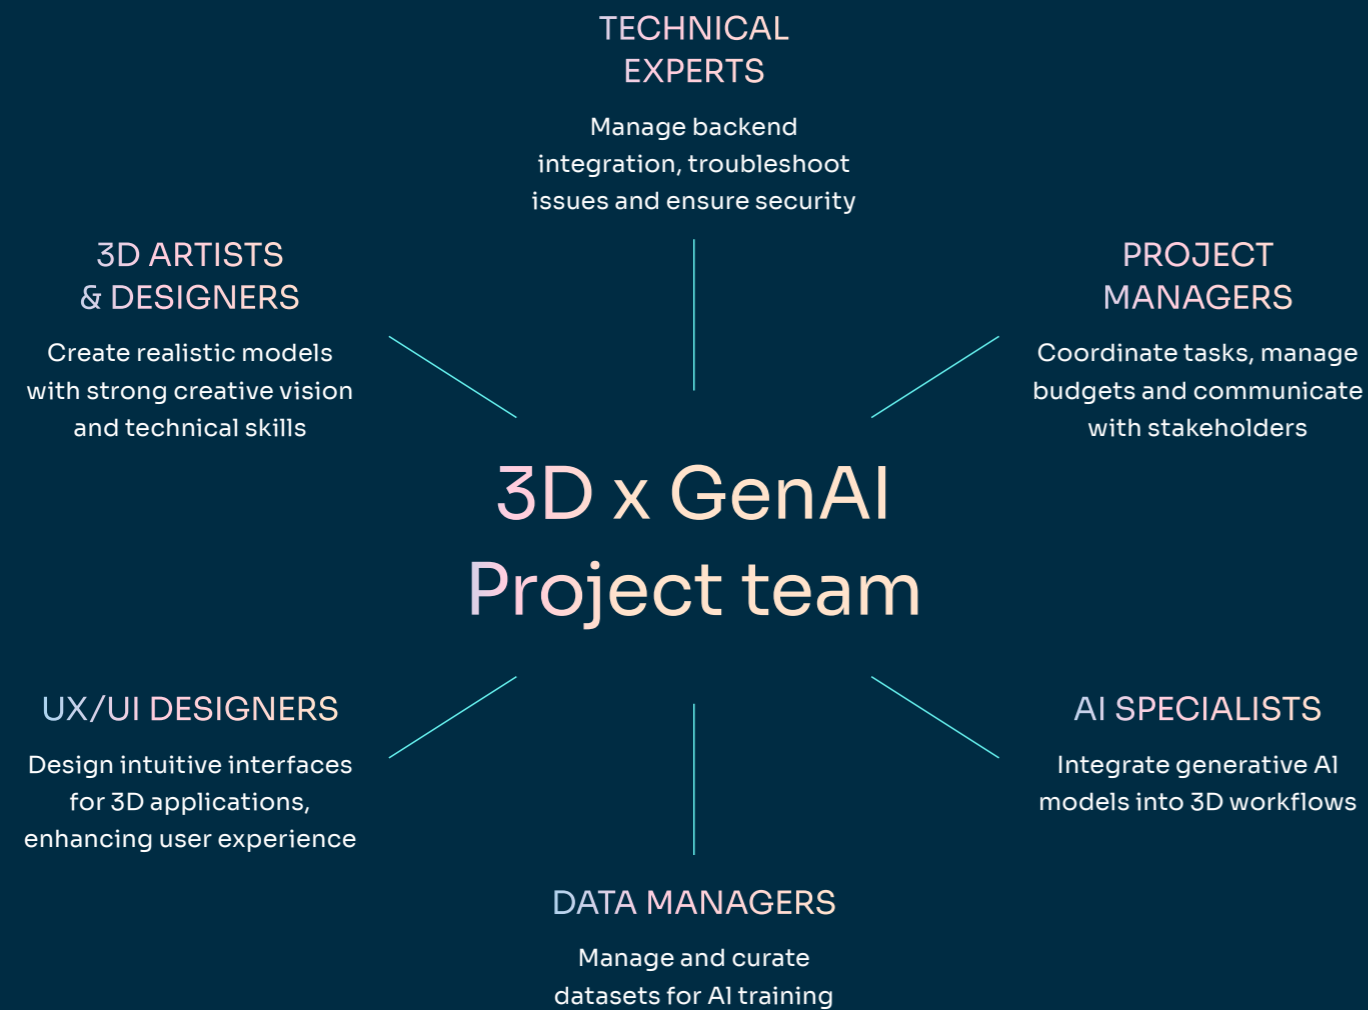 TECHNICAL
EXPERTS
Manage backend
integration, troubleshoot
issues and ensure security
3D ARTISTS
& DESIGNERS
Create realistic models
with strong creative vision
and technical skills
PROJECT
MANAGERS
Coordinate tasks, manage
budgets and communicate
with stakeholders
3D x GenAI
Project team
UX/UI DESIGNERS
Design intuitive interfaces
for 3D applications,
enhancing user experience
AI SPECIALISTS
Integrate generative AI
models into 3D workflows
DATA MANAGERS
Manage and curate
datasets for AI training